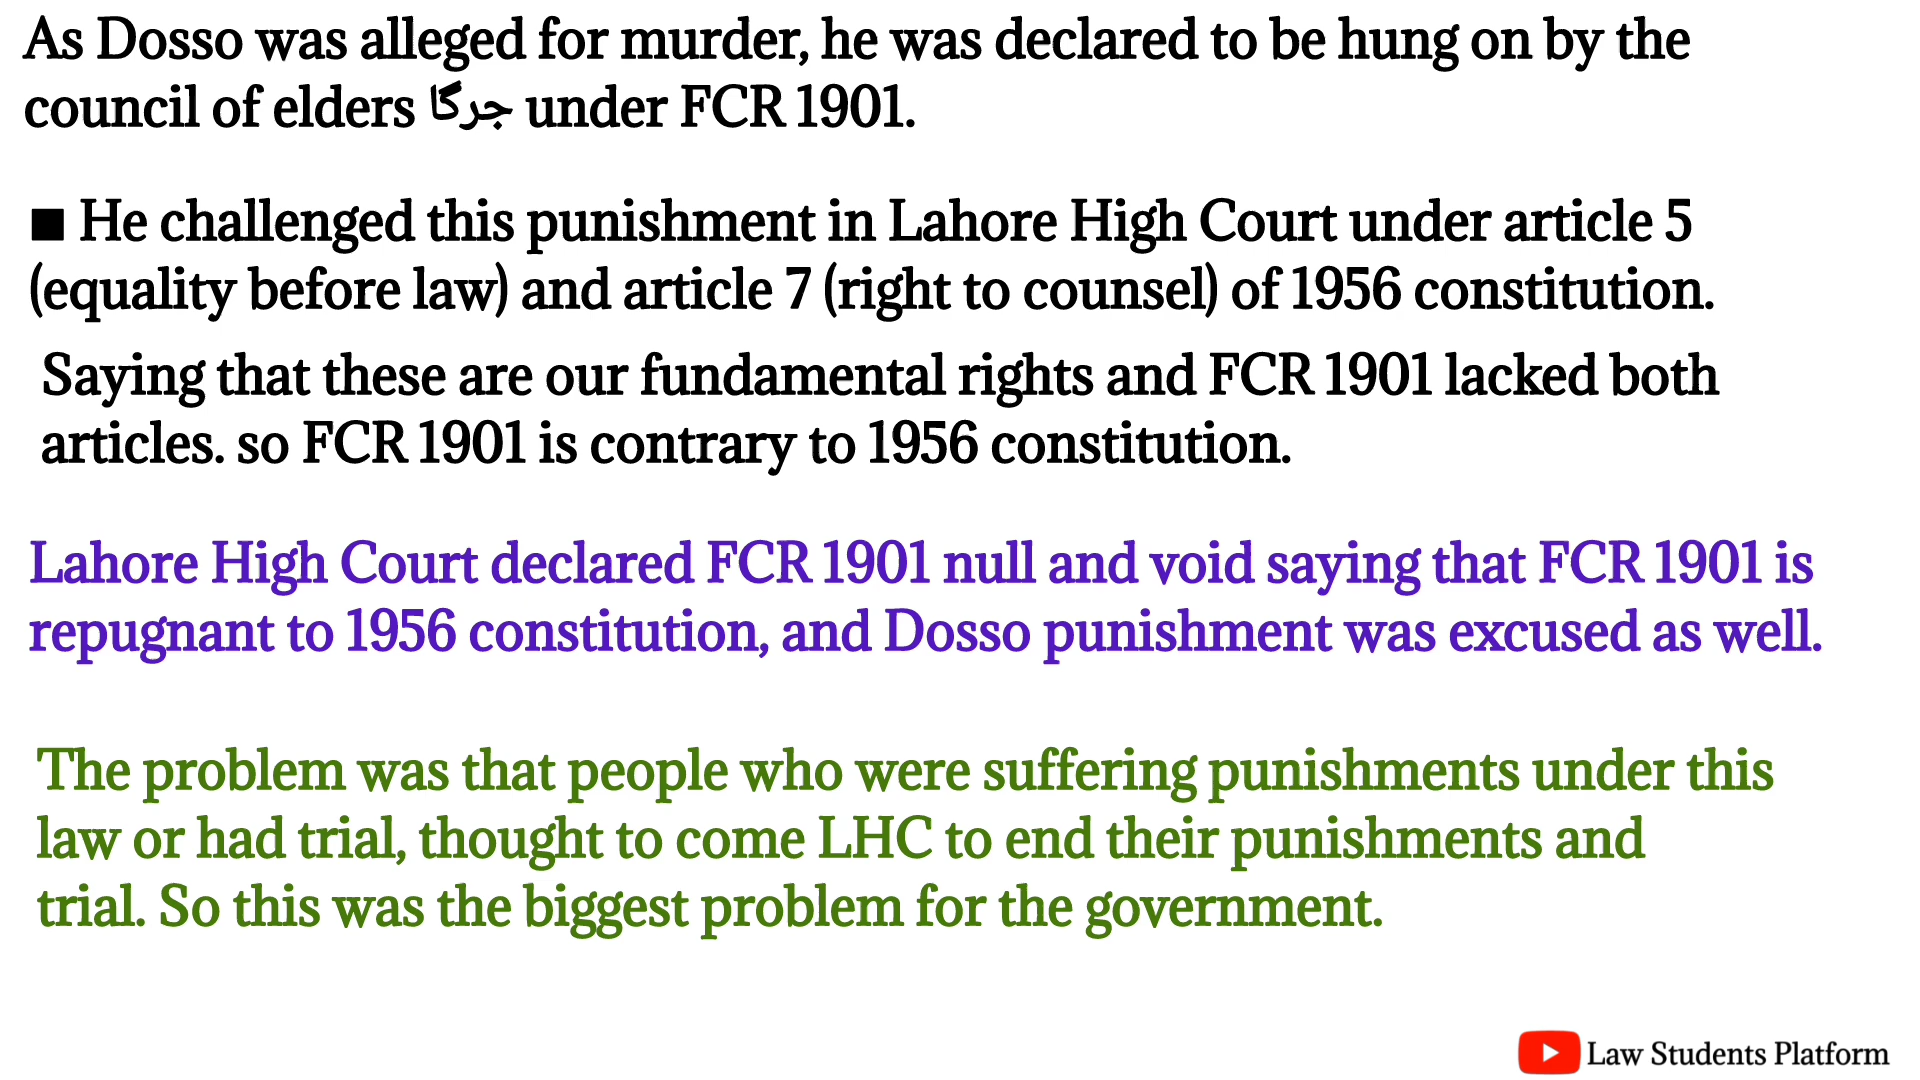 As Dosso was alleged for murder, he was declared to be hung on by the
council of elders جرگا under FCR 1901.
■ He challenged this punishment in Lahore High Court under article 5
(equality before law) and article 7 (right to counsel) of 1956 constitution.
Saying that these are our fundamental rights and FCR 1901 lacked both
articles. so FCR 1901 is contrary to 1956 constitution.
Lahore High Court declared FCR 1901 null and void saying that FCR 1901 is
repugnant to 1956 constitution, and Dosso punishment was excused as well.
The problem was that people who were suffering punishments under this
law or had trial, thought to come LHC to end their punishments and
trial. So this was the biggest problem for the government.
Law Students Platform